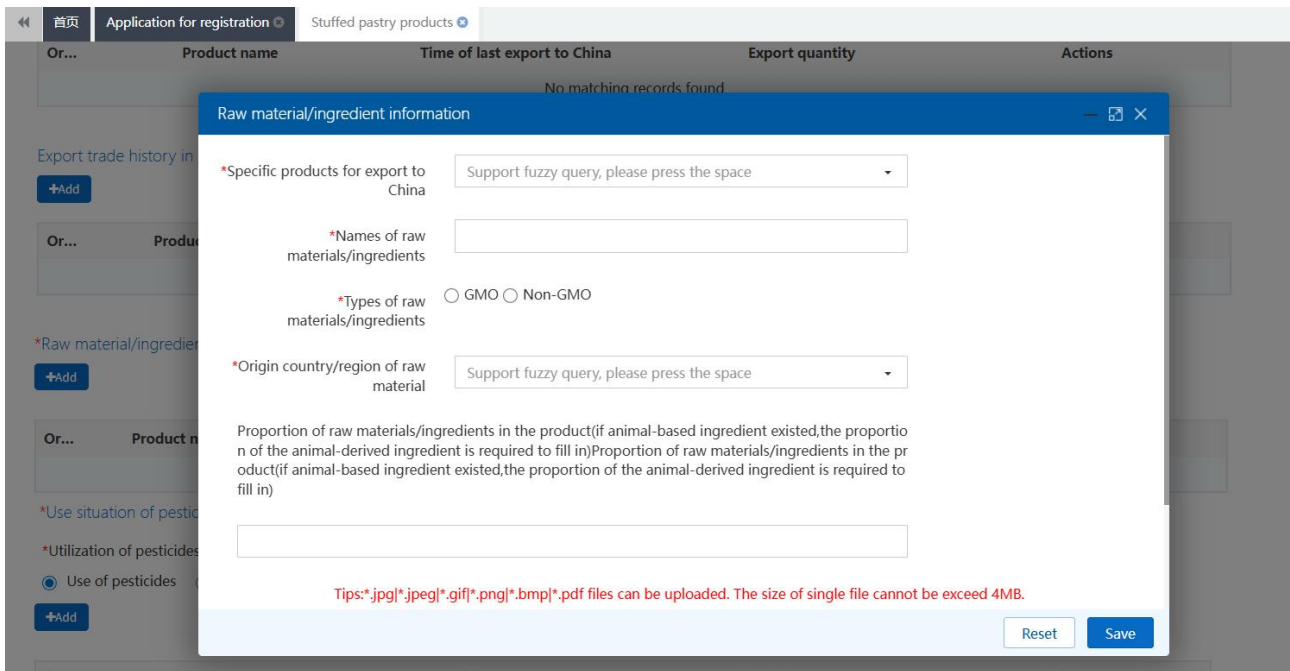 首页 Application for registration Stuffed pastry products
Or... Product name Time of last export to China Export quantity Actions
No matching records found
Raw material/ingredient information
Export trade history in
+Add
*Specific products for export to
China
Support fuzzy query, please press the space
Or... Produc
*Names of raw
materials/ingredients
*Types of raw
materials/ingredients
GMO Non-GMO
*Raw material/ingredien
+Add
*Origin country/region of raw
material
Support fuzzy query, please press the space
Or... Product n
Proportion of raw materials/ingredients in the product(if animal-based ingredient existed,the proportio
n of the animal-derived ingredient is required to fill in)Proportion of raw materials/ingredients in the pr
oduct(if animal-based ingredient existed,the proportion of the animal-derived ingredient is required to
fill in)
*Use situation of pestic
*Utilization of pesticides
Use of pesticides
+Add
Tips:*.jpg|*.jpeg|*.gif|*.png|*.bmp|*.pdf files can be uploaded. The size of single file cannot be exceed 4MB.
Reset Save